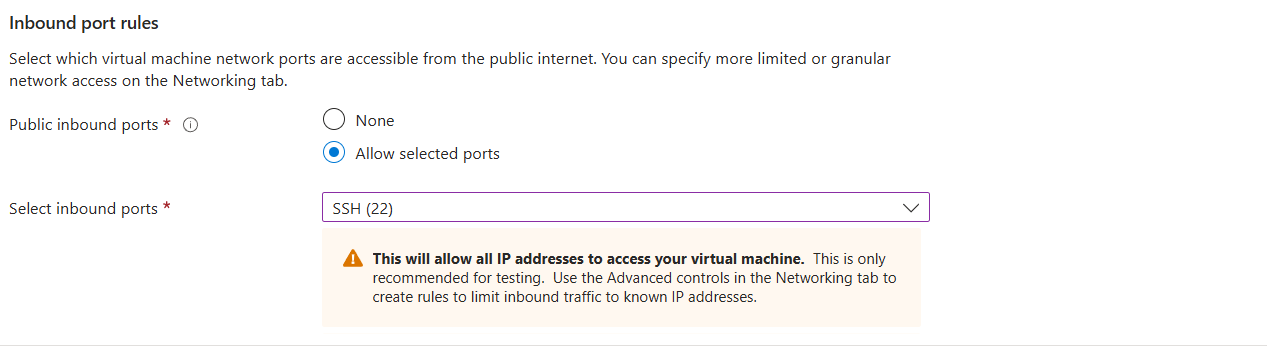 Inbound port rules
Select which virtual machine network ports are accessible from the public internet. You can specify more limited or granular
network access on the Networking tab.
Public inbound ports *
None
Allow selected ports
Select inbound ports *
SSH (22)
This will allow all IP addresses to access your virtual machine.  This is only
recommended for testing.  Use the Advanced controls in the Networking tab to
create rules to limit inbound traffic to known IP addresses.